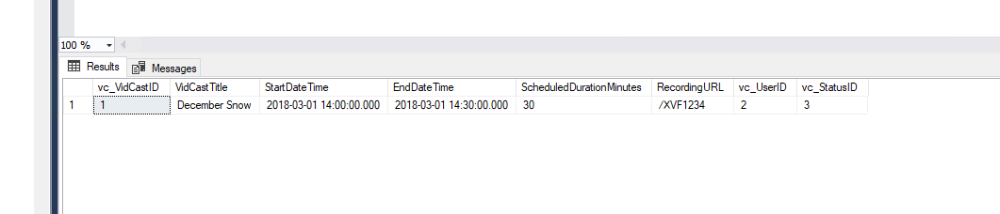 100 %
Results Messages
vc_VidCastID VidCastTitle StartDateTime EndDateTime ScheduledDurationMinutes RecordingURL vc_UserID vc_StatusID
1 1 December Snow 2018-03-01 14:00:00.000 2018-03-01 14:30:00.000 30 /XVF1234 2 3